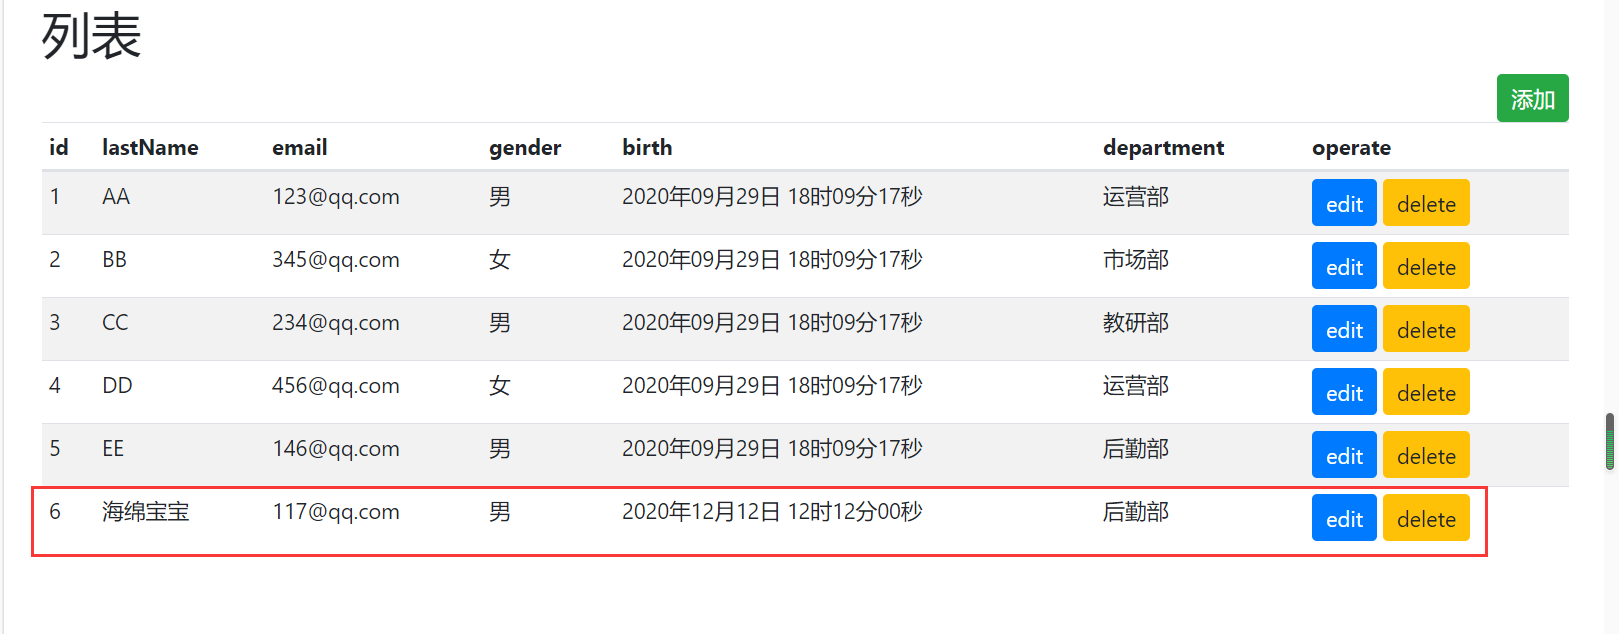 列表
添加
id lastName email gender birth department operate
1 AA 123@qq.com 男 2020年09月29日 18时09分17秒 运营部 edit delete
2 BB 345@qq.com 女 2020年09月29日 18时09分17秒 市场部 edit delete
3 CC 234@qq.com 男 2020年09月29日 18时09分17秒 教研部 edit delete
4 DD 456@qq.com 女 2020年09月29日 18时09分17秒 运营部 edit delete
5 EE 146@qq.com 男 2020年09月29日 18时09分17秒 后勤部 edit delete
6 海绵宝宝 117@qq.com 男 2020年12月12日 12时12分00秒 后勤部 edit delete